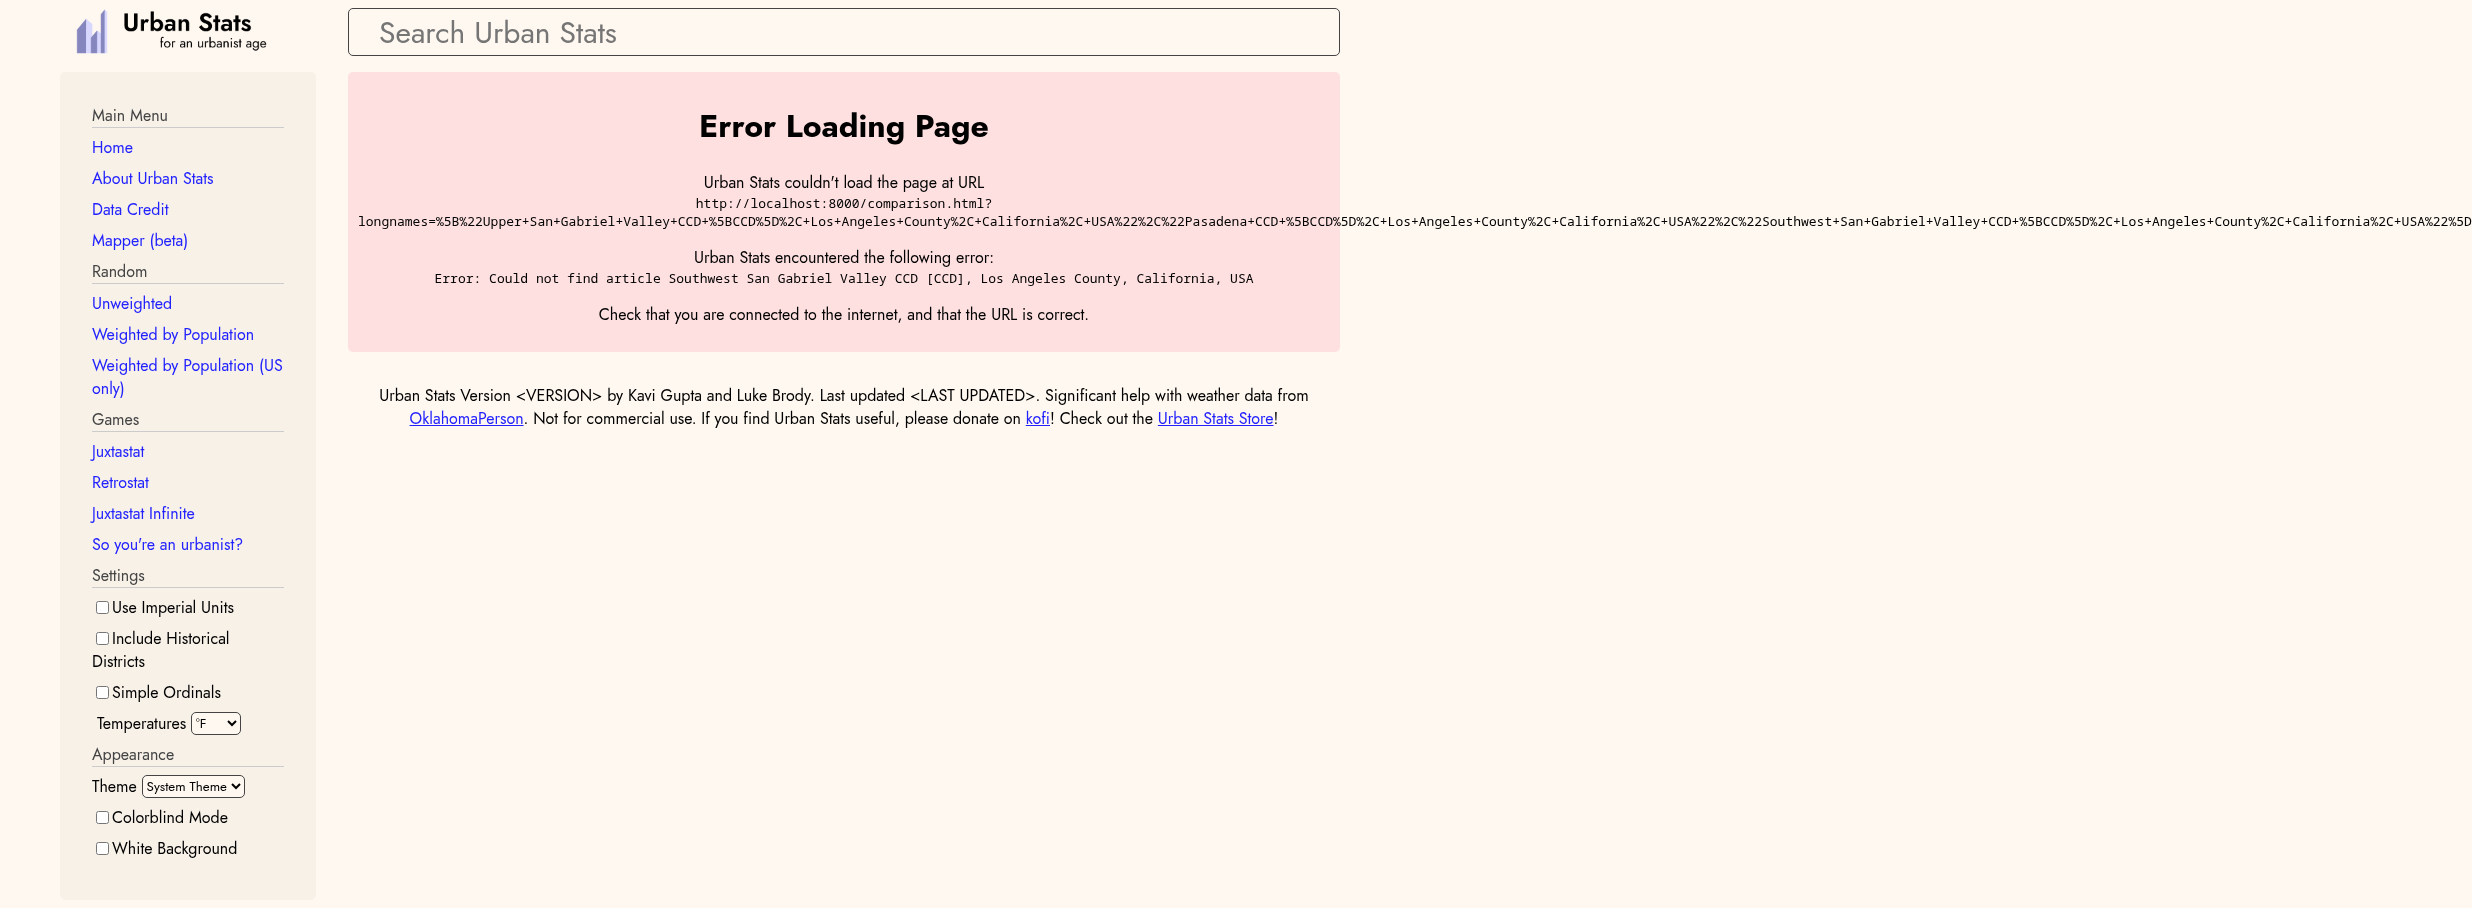 Urban Stats
for an urbanist age
Search Urban Stats
Main Menu
Home
About Urban Stats
Data Credit
Mapper (beta)
Random
Unweighted
Weighted by Population
Weighted by Population (US
only)
Games
Juxtastat
Retrostat
Juxtastat Infinite
So you're an urbanist?
Settings
Use Imperial Units
Include Historical
Districts
Simple Ordinals
Temperatures °F
Appearance
Theme System Theme
Colorblind Mode
White Background
Error Loading Page
Urban Stats couldn't load the page at URL
http://localhost:8000/comparison.html?
longnames=%5B%22Upper+San+Gabriel+Valley+CCD+%5BCCD%5D%2C+Los+Angeles+County%2C+California%2C+USA%22%2C%22Pasadena+CCD+%5BCCD%5D%2C+Los+Angeles+County%2C+California%2C+USA%22%2C%22Southwest+San+Gabriel+Valley+CCD+%5BCCD%5D%2C+Los+Angeles+County%2C+California%2C+USA%22%5D
Urban Stats encountered the following error:
Error: Could not find article Southwest San Gabriel Valley CCD [CCD], Los Angeles County, California, USA
Check that you are connected to the internet, and that the URL is correct.
Urban Stats Version <VERSION> by Kavi Gupta and Luke Brody. Last updated <LAST UPDATED>. Significant help with weather data from
OklahomaPerson. Not for commercial use. If you find Urban Stats useful, please donate on kofi! Check out the Urban Stats Store!